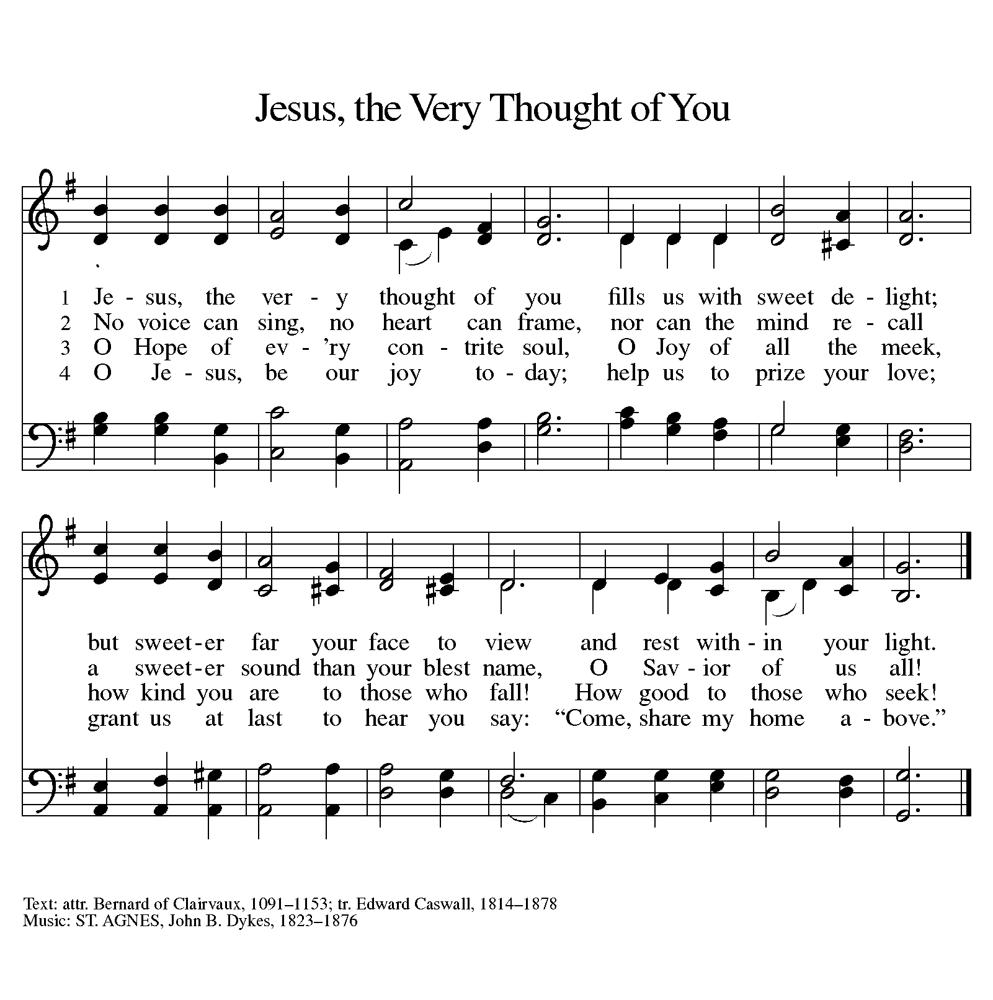 Jesus, the Very Thought of You
1 Je - sus, the ver - y thought of you fills us with sweet de - light;
2 No voice can sing, no heart can frame, nor can the mind re - call
3 O Hope of ev - ’ry con - trite soul, O Joy of all the meek,
4 O Je - sus, be our joy to - day; help us to prize your love;
but sweet - er far your face to view and rest with - in your light.
a sweet - er sound than your blest name, O Sav - ior of us all!
how kind you are to those who fall! How good to those who seek!
grant us at last to hear you say: “Come, share my home a - bove.”
Text: attr. Bernard of Clairvaux, 1091–1153; tr. Edward Caswall, 1814–1878
Music: ST. AGNES, John B. Dykes, 1823–1876